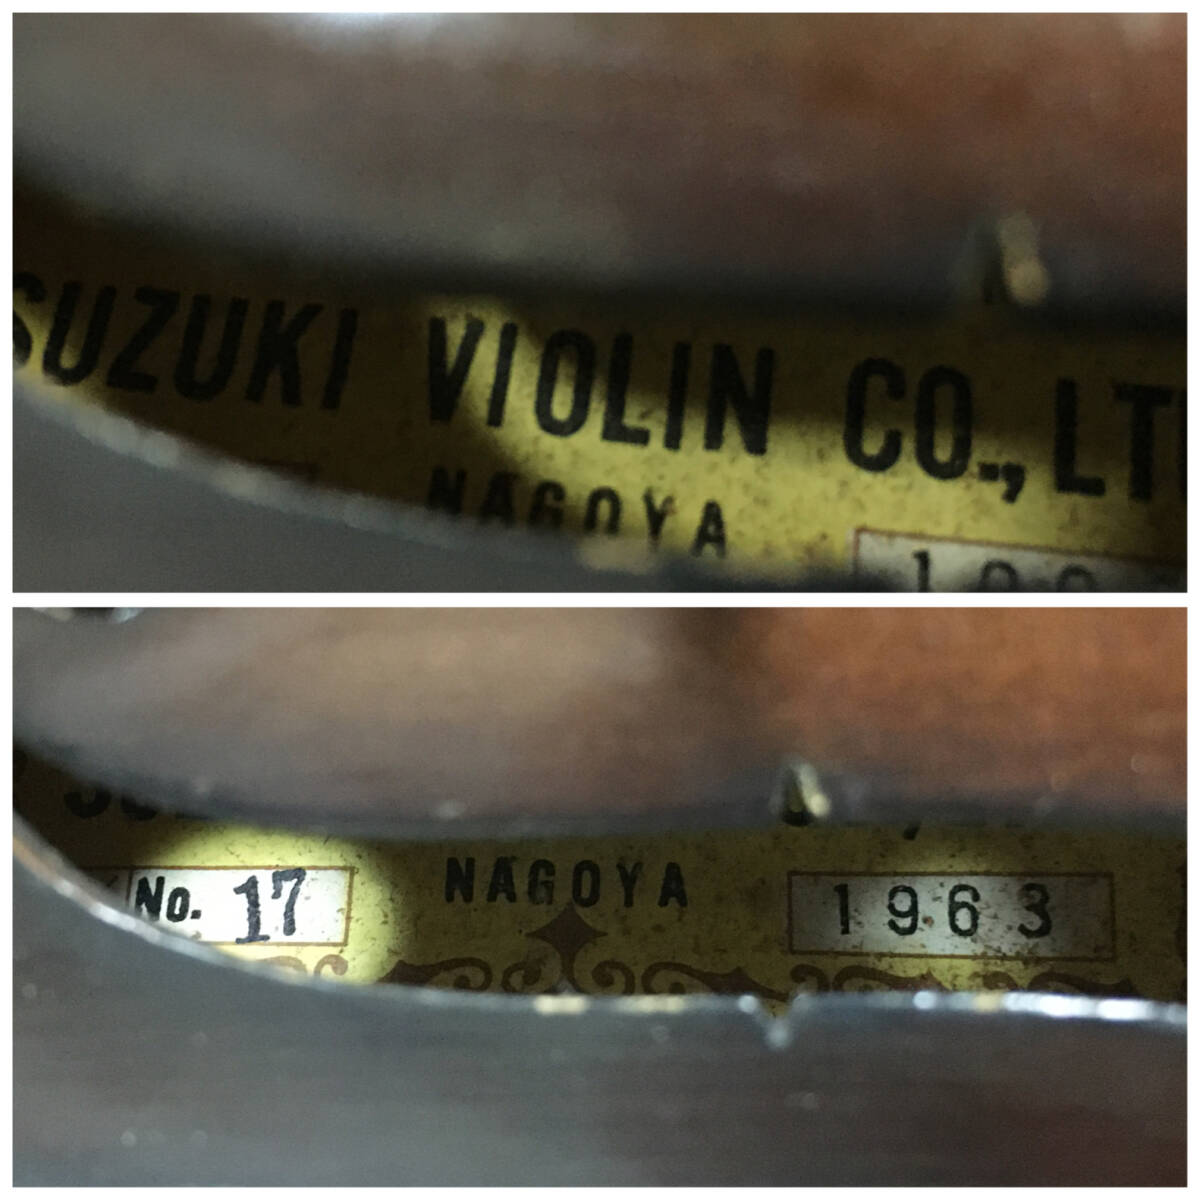 SUZUKI VIOLIN CO., LT
NAGOYA
No. 17
NAGOYA
1963